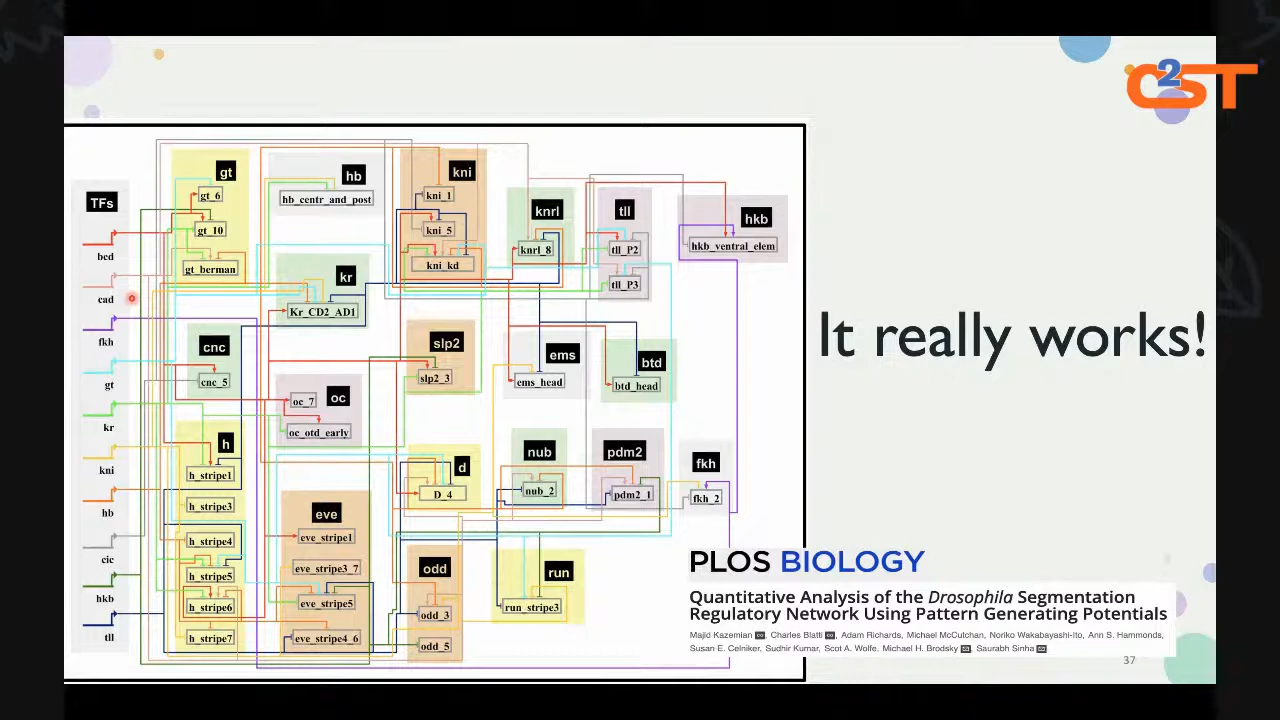 C2ST
TFs
bcd
cad
fkh
gt
kr
kni
hb
cic
hkb
tll
gt
gt_6
gt_10
gt_berman
hb
hb_centr_and_post
kni
kni_1
kni_5
kni_kd
knrl
knrl_8
tll
tll_P2
tll_P3
hkb
hkb_ventral_elem
kr
Kr_CD2_AD1
cnc
cnc_5
slp2
slp2_3
ems
ems_head
btd
btd_head
oc
oc_7
oc_otd_early
h
h_stripe1
h_stripe3
h_stripe4
h_stripe5
h_stripe6
h_stripe7
d
D_4
nub
nub_2
pdm2
pdm2_1
fkh
fkh_2
eve
eve_stripe1
eve_stripe3_7
eve_stripe5
eve_stripe4_6
odd
odd_3
odd_5
run
run_stripe3
It really works!
PLOS BIOLOGY
Quantitative Analysis of the Drosophila Segmentation
Regulatory Network Using Pattern Generating Potentials
Majid Kazemian, Charles Blatti, Adam Richards, Michael McCutchan, Noriko Wakabayashi-Ito, Ann S. Hammonds,
Susan E. Celniker, Sudhir Kumar, Scot A. Wolfe, Michael H. Brodsky, Saurabh Sinha
37